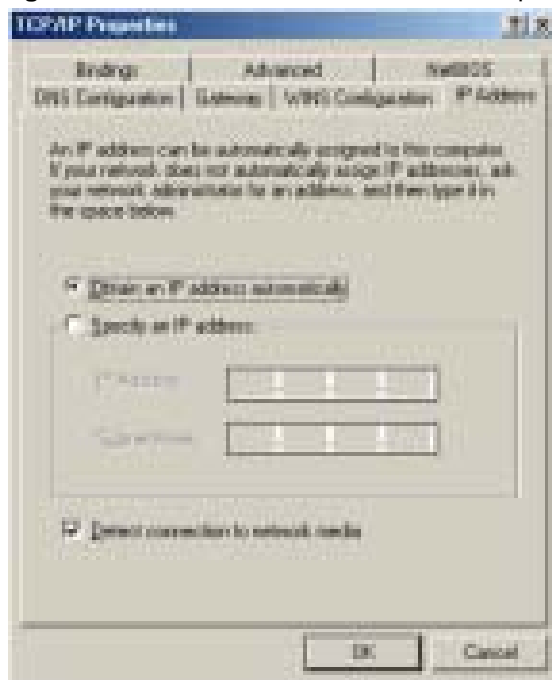 TCP/IP Properties
Bindings Advanced NetBIOS
DNS Configuration Gateway WINS Configuration IP Address
An IP address can be automatically assigned to this computer.
If your network does not automatically assign IP addresses, ask
your network administrator for an address, and then type it in
the space below.
Obtain an IP address automatically
Specify an IP address:
IP Address:
Subnet Mask:
Detect connection to network media
OK Cancel